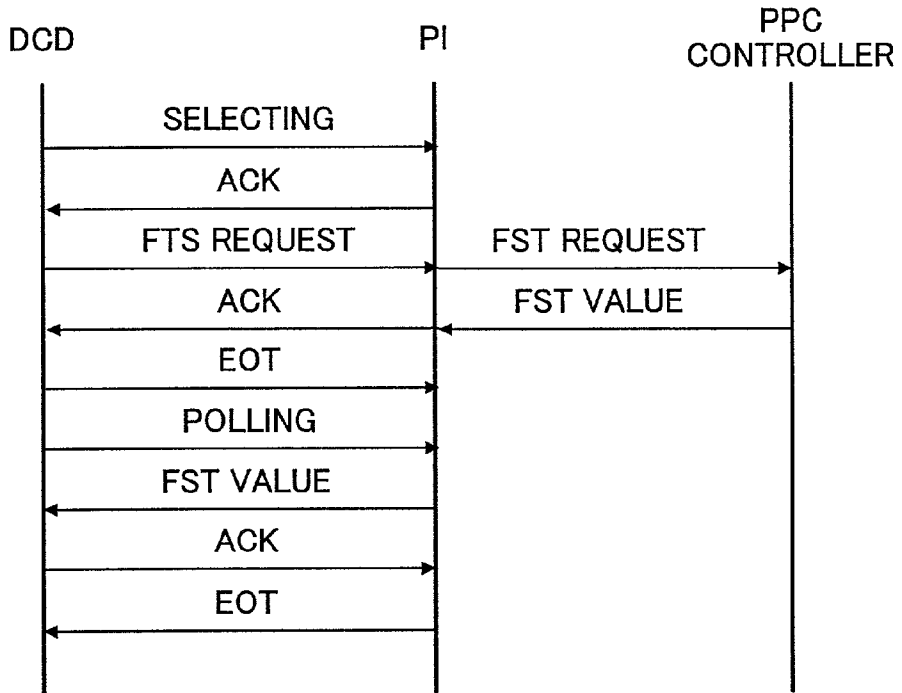 DCD
PI
PPC
CONTROLLER
SELECTING
ACK
FTS REQUEST
FST REQUEST
ACK
FST VALUE
EOT
POLLING
FST VALUE
ACK
EOT